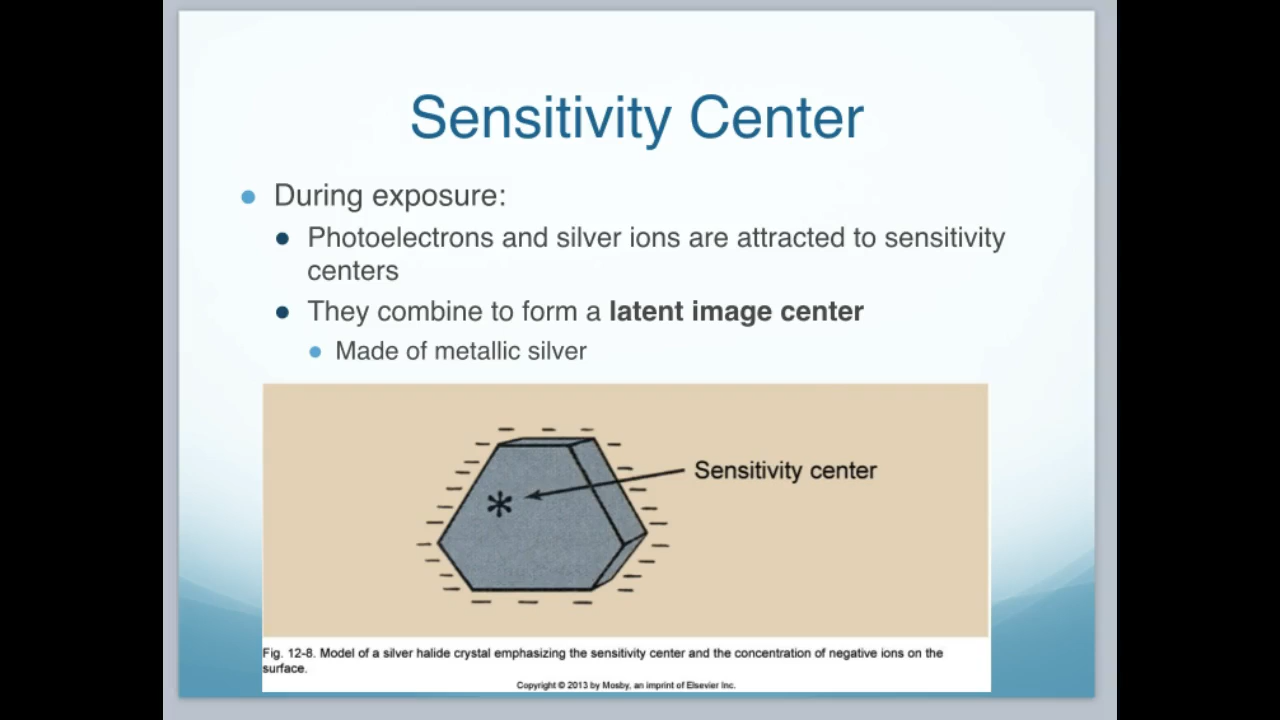 Sensitivity Center
During exposure:
Photoelectrons and silver ions are attracted to sensitivity
centers
They combine to form a latent image center
Made of metallic silver
Sensitivity center
Fig. 12-8. Model of a silver halide crystal emphasizing the sensitivity center and the concentration of negative ions on the
surface.
Copyright © 2013 by Mosby, an imprint of Elsevier Inc.